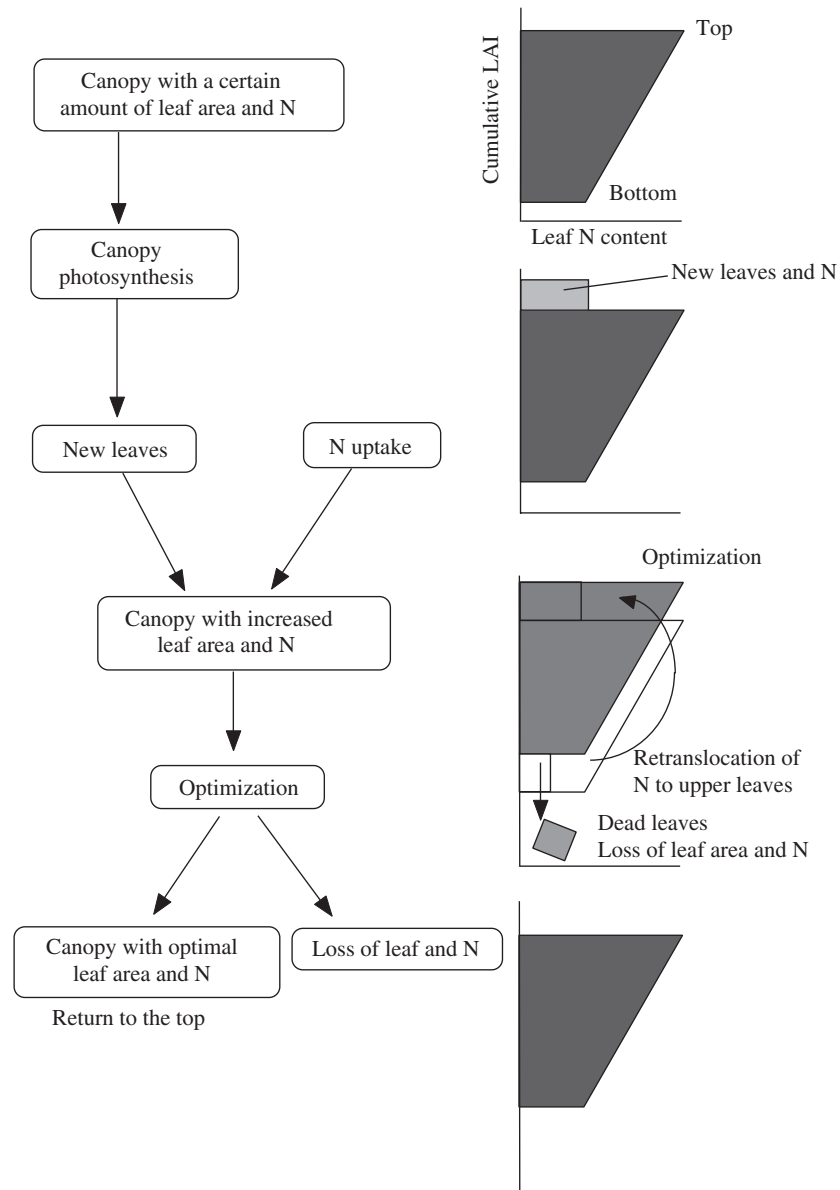 Canopy with a certain
amount of leaf area and N
Canopy
photosynthesis
New leaves
N uptake
Canopy with increased
leaf area and N
Optimization
Canopy with optimal
leaf area and N
Loss of leaf and N
Return to the top
Cumulative LAI
Top
Bottom
Leaf N content
New leaves and N
Optimization
Retranslocation of
N to upper leaves
Dead leaves
Loss of leaf area and N